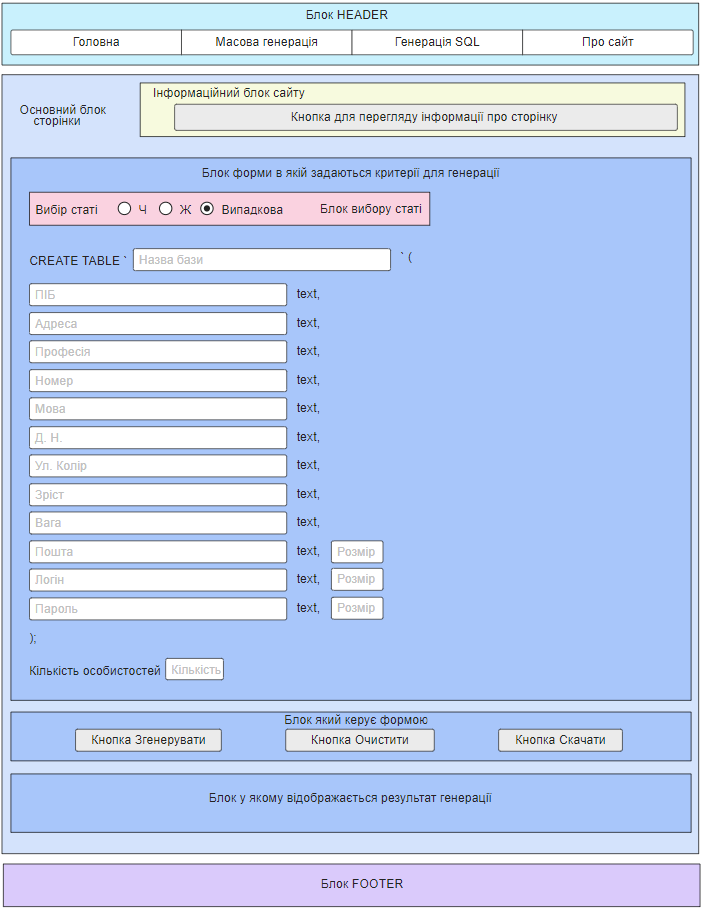 Блок HEADER
Головна Масова генерація Генерація SQL Про сайт
Основний блок
сторінки
Інформаційний блок сайту
Кнопка для перегляду інформації про сторінку
Блок форми в якій задаються критерії для генерації
Вибір статі Ч Ж Випадкова Блок вибору статі
CREATE TABLE ` Назва бази ` (
ПІБ text,
Адреса text,
Професія text,
Номер text,
Мова text,
Д. Н. text,
Ул. Колір text,
Зріст text,
Вага text,
Пошта text, Розмір
Логін text, Розмір
Пароль text, Розмір
);
Кількість особистостей Кількість
Блок який керує формою
Кнопка Згенерувати Кнопка Очистити Кнопка Скачати
Блок у якому відображається результат генерації
Блок FOOTER